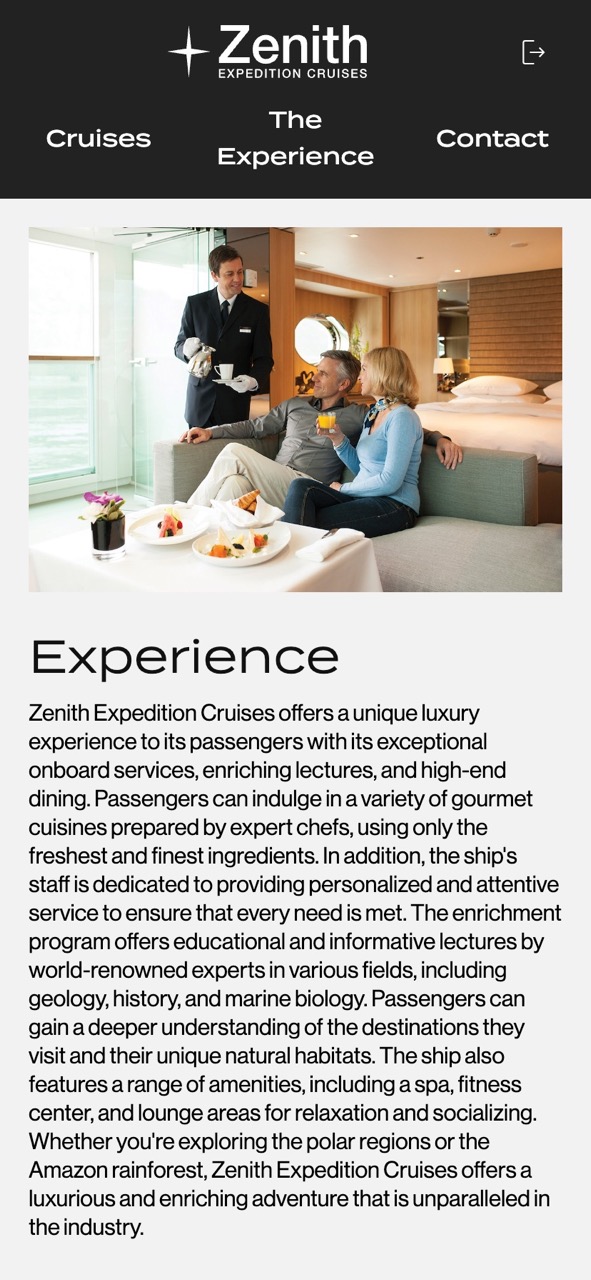 Zenith
EXPEDITION CRUISES
Cruises
The
Experience
Contact
Experience
Zenith Expedition Cruises offers a unique luxury
experience to its passengers with its exceptional
onboard services, enriching lectures, and high-end
dining. Passengers can indulge in a variety of gourmet
cuisines prepared by expert chefs, using only the
freshest and finest ingredients. In addition, the ship's
staff is dedicated to providing personalized and attentive
service to ensure that every need is met. The enrichment
program offers educational and informative lectures by
world-renowned experts in various fields, including
geology, history, and marine biology. Passengers can
gain a deeper understanding of the destinations they
visit and their unique natural habitats. The ship also
features a range of amenities, including a spa, fitness
center, and lounge areas for relaxation and socializing.
Whether you're exploring the polar regions or the
Amazon rainforest, Zenith Expedition Cruises offers a
luxurious and enriching adventure that is unparalleled in
the industry.